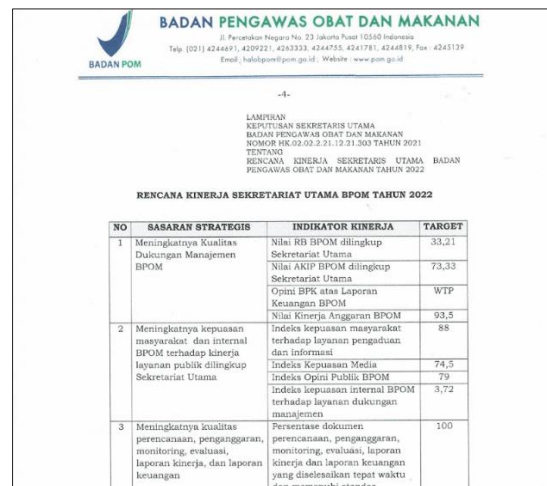 BADAN POM
BADAN PENGAWAS OBAT DAN MAKANAN
Jl. Percetakan Negara No. 23 Jakarta Pusat 10560 Indonesia
Telp. (021) 4244691, 4209221, 4263333, 4244755, 4241781, 4244819, Fax : 4245139
Email : halobpom@pom.go.id ; Website : www.pom.go.id
-4-
LAMPIRAN
KEPUTUSAN SEKRETARIS UTAMA
BADAN PENGAWAS OBAT DAN MAKANAN
NOMOR HK.02.02.2.21.12.21.303 TAHUN 2021
TENTANG
RENCANA KINERJA SEKRETARIS UTAMA BADAN
PENGAWAS OBAT DAN MAKANAN TAHUN 2022
RENCANA KINERJA SEKRETARIAT UTAMA BPOM TAHUN 2022
NO SASARAN STRATEGIS INDIKATOR KINERJA TARGET
1 Meningkatnya Kualitas Nilai RB BPOM dilingkup 33,21
Dukungan Manajemen Sekretariat Utama
BPOM Nilai AKIP BPOM dilingkup 73,33
Sekretariat Utama
Opini BPK atas Laporan WTP
Keuangan BPOM
Nilai Kinerja Anggaran BPOM 93,5
2 Meningkatnya kepuasan Indeks kepuasan masyarakat 88
masyarakat dan internal terhadap layanan pengaduan
BPOM terhadap kinerja dan informasi
layanan publik dilingkup Indeks Kepuasan Media 74,5
Sekretariat Utama Indeks Opini Publik BPOM 79
Indeks kepuasan internal BPOM 3,72
terhadap layanan dukungan
manajemen
3 Meningkatnya kualitas Persentase dokumen 100
perencanaan, penganggaran, perencanaan, penganggaran,
monitoring, evaluasi, monitoring, evaluasi, laporan
laporan kinerja, dan laporan kinerja dan laporan keuangan
keuangan yang diselesaikan tepat waktu
dan memenuhi standar